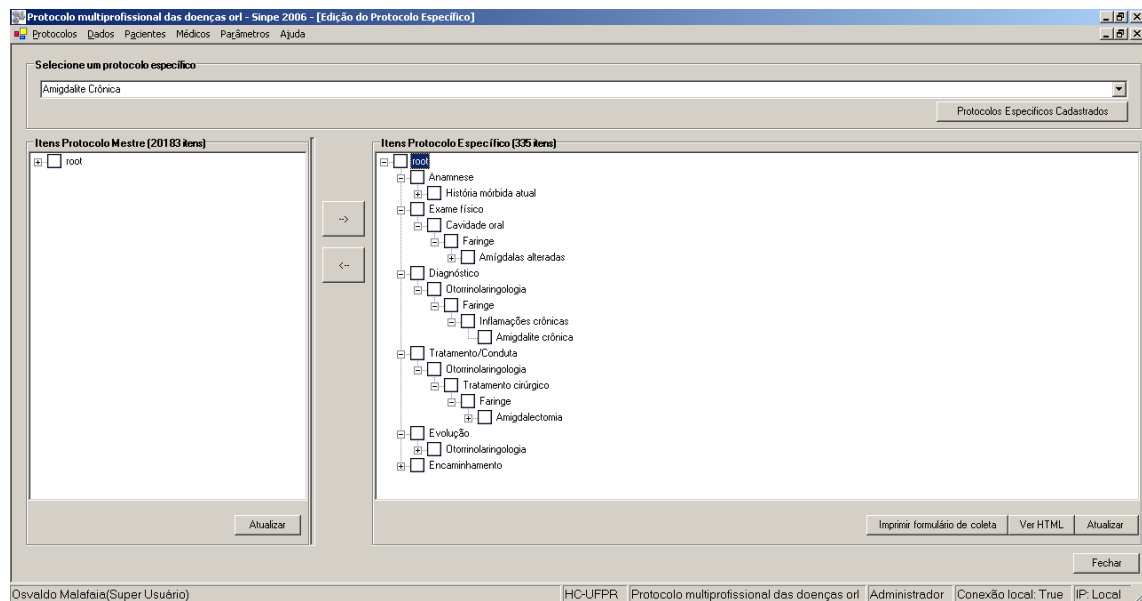 Protocolo multiprofissional das doenças orl - Sinpe 2006 - [Edição do Protocolo Específico]
Protocolos Dados Pacientes Médicos Parâmetros Ajuda
Selecione um protocolo específico
Amigdalite Crônica
Protocolos Especificos Cadastrados
Itens Protocolo Mestre (20183 itens)
root
Atualizar
-->
<--
Itens Protocolo Específico (335 itens)
root
Anamnese
História mórbida atual
Exame físico
Cavidade oral
Faringe
Amígdalas alteradas
Diagnóstico
Otorrinolaringologia
Faringe
Inflamações crônicas
Amigdalite crônica
Tratamento/Conduta
Otorrinolaringologia
Tratamento cirúrgico
Faringe
Amigdalectomia
Evolução
Otorrinolaringologia
Encaminhamento
Imprimir formulário de coleta Ver HTML Atualizar
Fechar
Osvaldo Malafaia(Super Usuário) HC-UFPR Protocolo multiprofissional das doenças orl Administrador Conexão local: True IP: Local